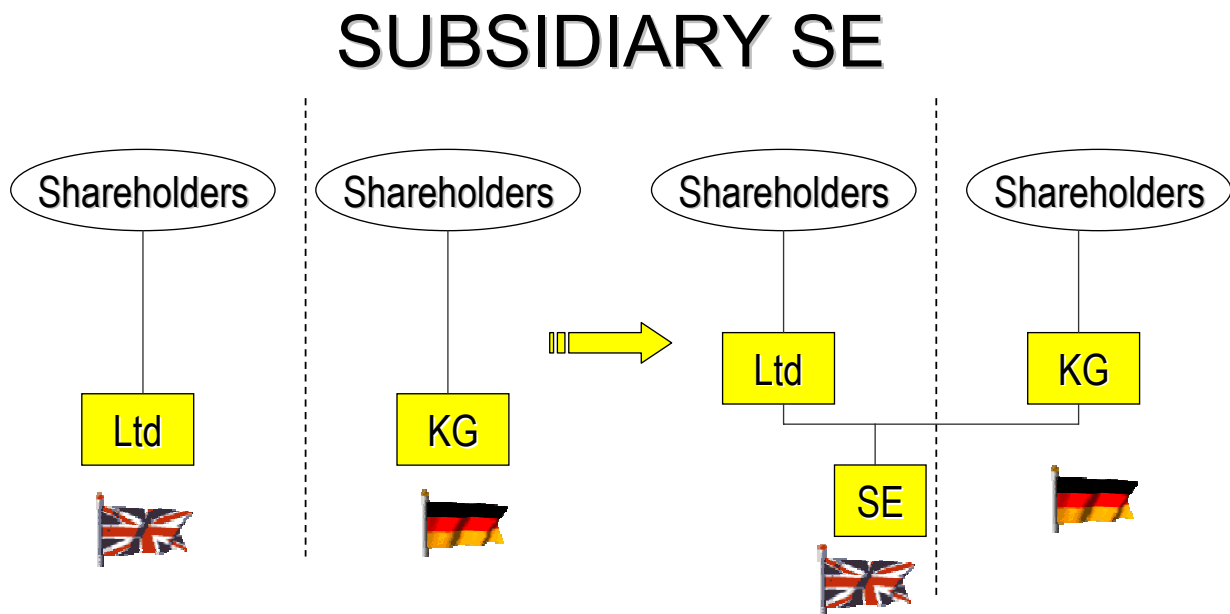 SUBSIDIARY SE
Shareholders
Shareholders
Shareholders
Shareholders
Ltd
KG
Ltd
KG
SE